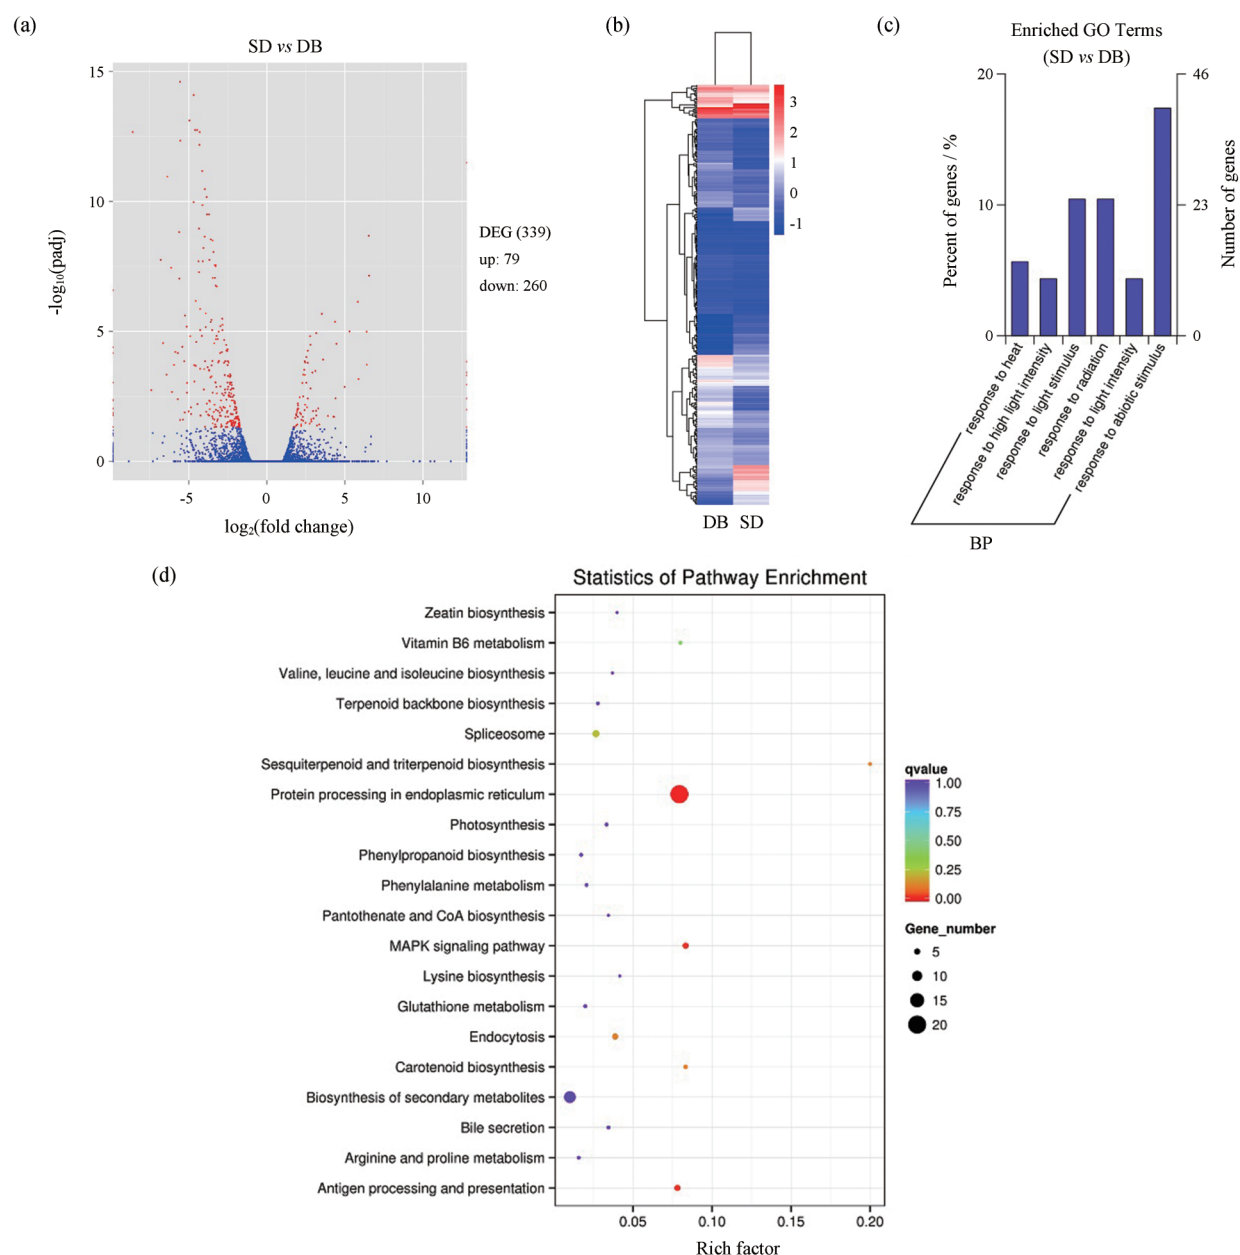 (a)
SD vs DB
15
10
5
0
-5
0
5
10
-log10(padj)
log2(fold change)
DEG (339)
up: 79
down: 260
(b)
3
2
1
0
-1
DB SD
(c)
Enriched GO Terms
(SD vs DB)
20
10
0
Percent of genes / %
46
23
0
Number of genes
response to heat
response to high light intensity
response to light stimulus
response to radiation
response to light intensity
response to abiotic stimulus
BP
(d)
Statistics of Pathway Enrichment
Zeatin biosynthesis
Vitamin B6 metabolism
Valine, leucine and isoleucine biosynthesis
Terpenoid backbone biosynthesis
Spliceosome
Sesquiterpenoid and triterpenoid biosynthesis
Protein processing in endoplasmic reticulum
Photosynthesis
Phenylpropanoid biosynthesis
Phenylalanine metabolism
Pantothenate and CoA biosynthesis
MAPK signaling pathway
Lysine biosynthesis
Glutathione metabolism
Endocytosis
Carotenoid biosynthesis
Biosynthesis of secondary metabolites
Bile secretion
Arginine and proline metabolism
Antigen processing and presentation
0.05
0.10
0.15
0.20
Rich factor
qvalue
1.00
0.75
0.50
0.25
0.00
Gene_number
5
10
15
20